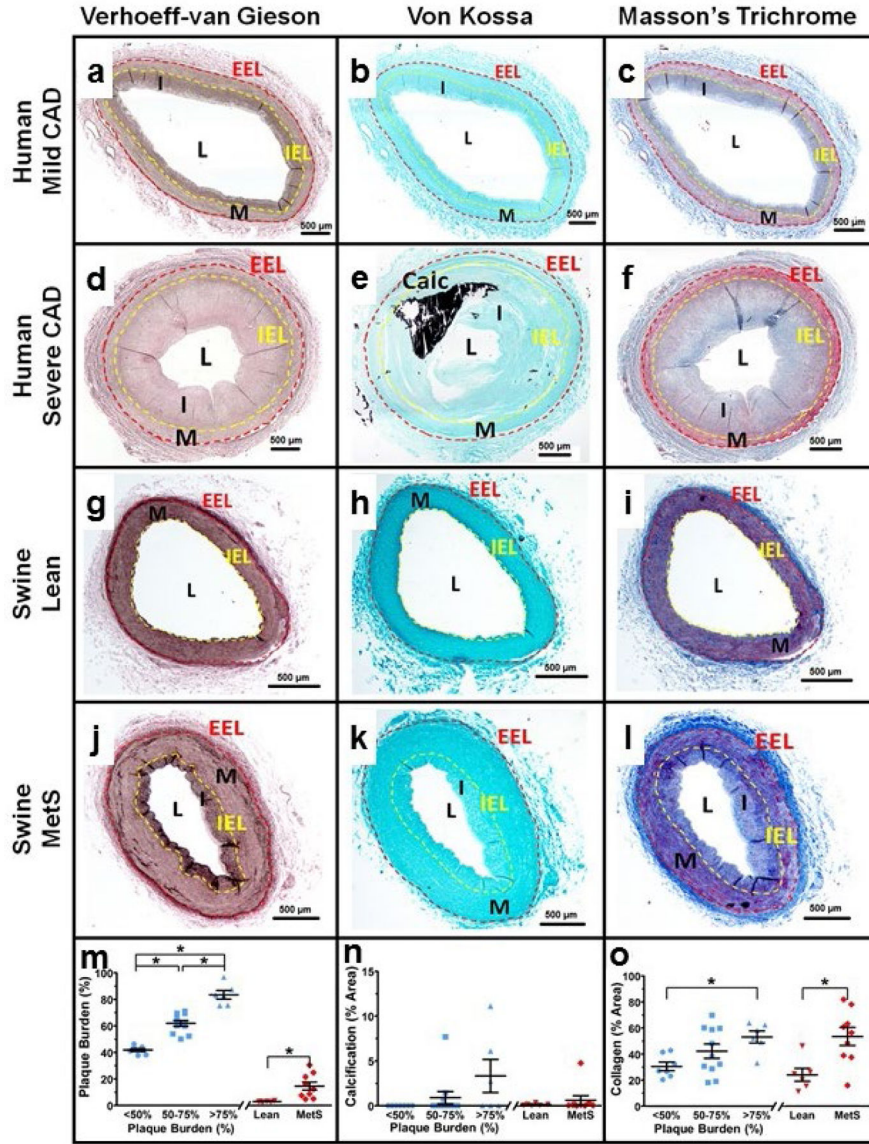 Verhoeff-van Gieson
Von Kossa
Masson's Trichrome
Human
Mild CAD
a
EEL
I
L
IEL
M
500 µm
b
EEL
I
L
IEL
M
500 µm
c
EEL
I
L
IEL
M
500 µm
Human
Severe CAD
d
EEL
IEL
L
I
M
500 µm
e
Calc
EEL
I
IEL
L
M
500 µm
f
EEL
IEL
L
I
M
500 µm
Swine
Lean
g
EEL
M
IEL
L
500 µm
h
EEL
M
IEL
L
500 µm
i
EEL
IEL
L
M
500 µm
Swine
MetS
j
EEL
M
L
I
IEL
500 µm
k
EEL
I
L
IEL
M
500 µm
l
EEL
L
I
IEL
M
500 µm
m
Plaque Burden (%)
100
80
60
40
20
0
*
*
*
*
<50%
50-75%
>75%
Lean
MetS
Plaque Burden (%)
n
Calcification (% Area)
15
10
5
0
<50%
50-75%
>75%
Lean
MetS
Plaque Burden (%)
o
Collagen (% Area)
100
80
60
40
20
0
*
*
<50%
50-75%
>75%
Lean
MetS
Plaque Burden (%)